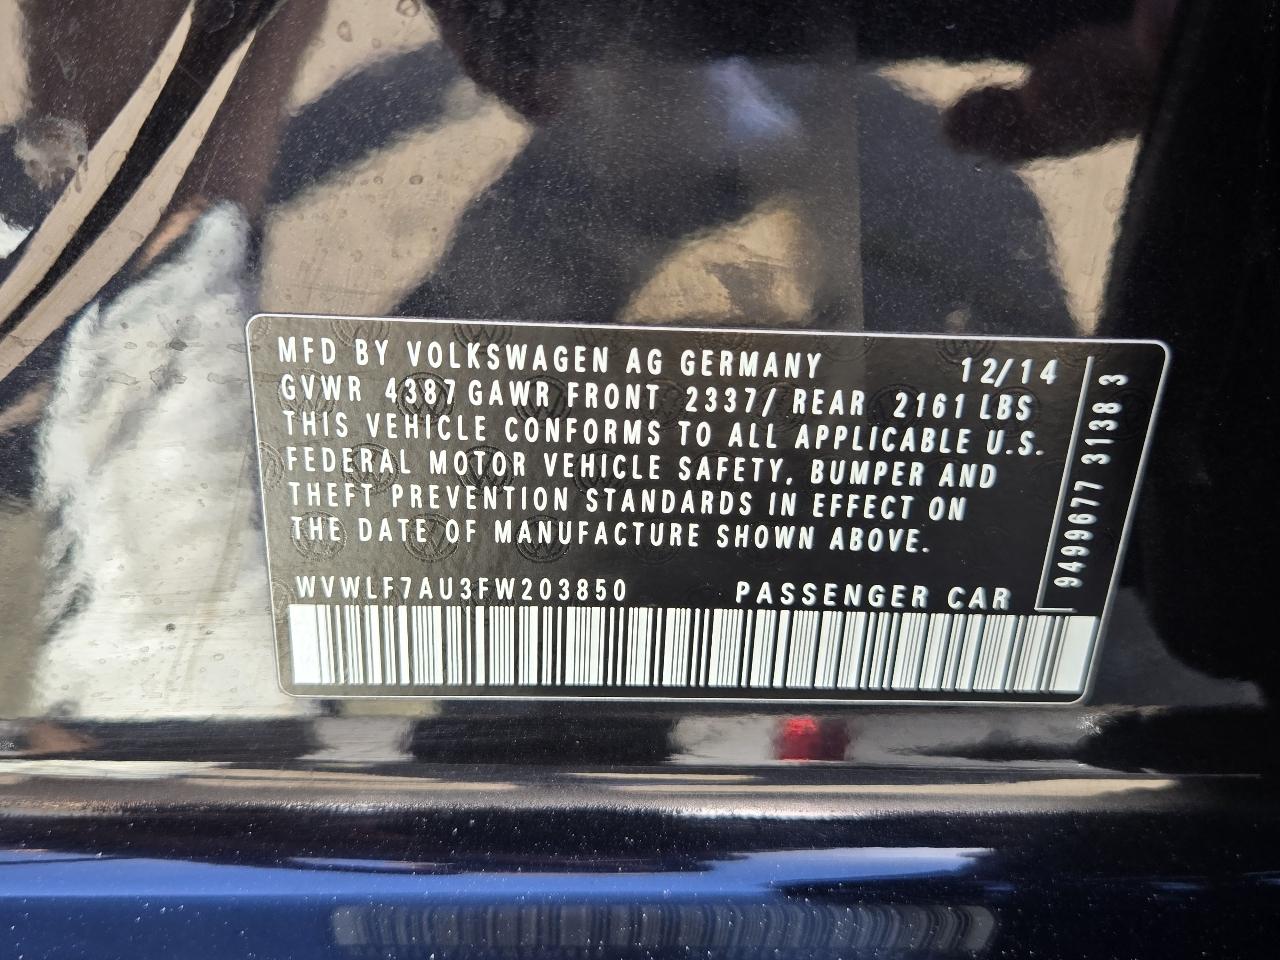 MFD BY VOLKSWAGEN AG GERMANY 12/14
GVWR 4387 GAWR FRONT 2337/ REAR 2161 LBS
THIS VEHICLE CONFORMS TO ALL APPLICABLE U.S.
FEDERAL MOTOR VEHICLE SAFETY, BUMPER AND
THEFT PREVENTION STANDARDS IN EFFECT ON
THE DATE OF MANUFACTURE SHOWN ABOVE.
WVWLF7AU3FW203850 PASSENGER CAR
9499677 3138 3